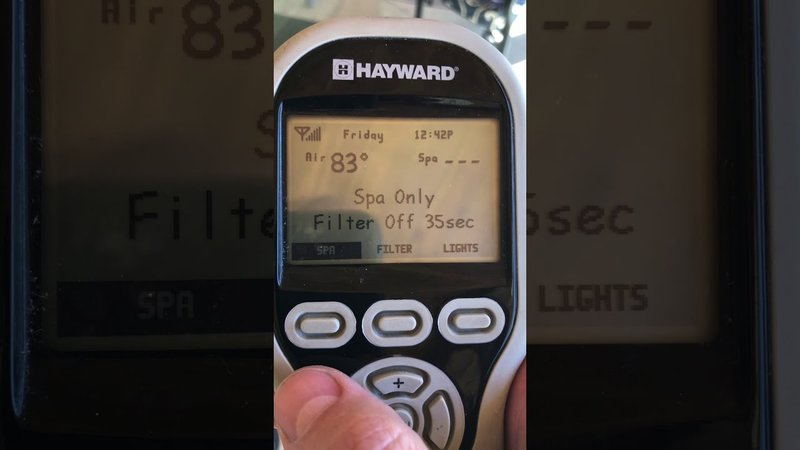 HAYWARD®
Friday 12:42P
Air 83° Spa ---
Spa Only
Filter Off 35sec
SPA FILTER LIGHTS
+